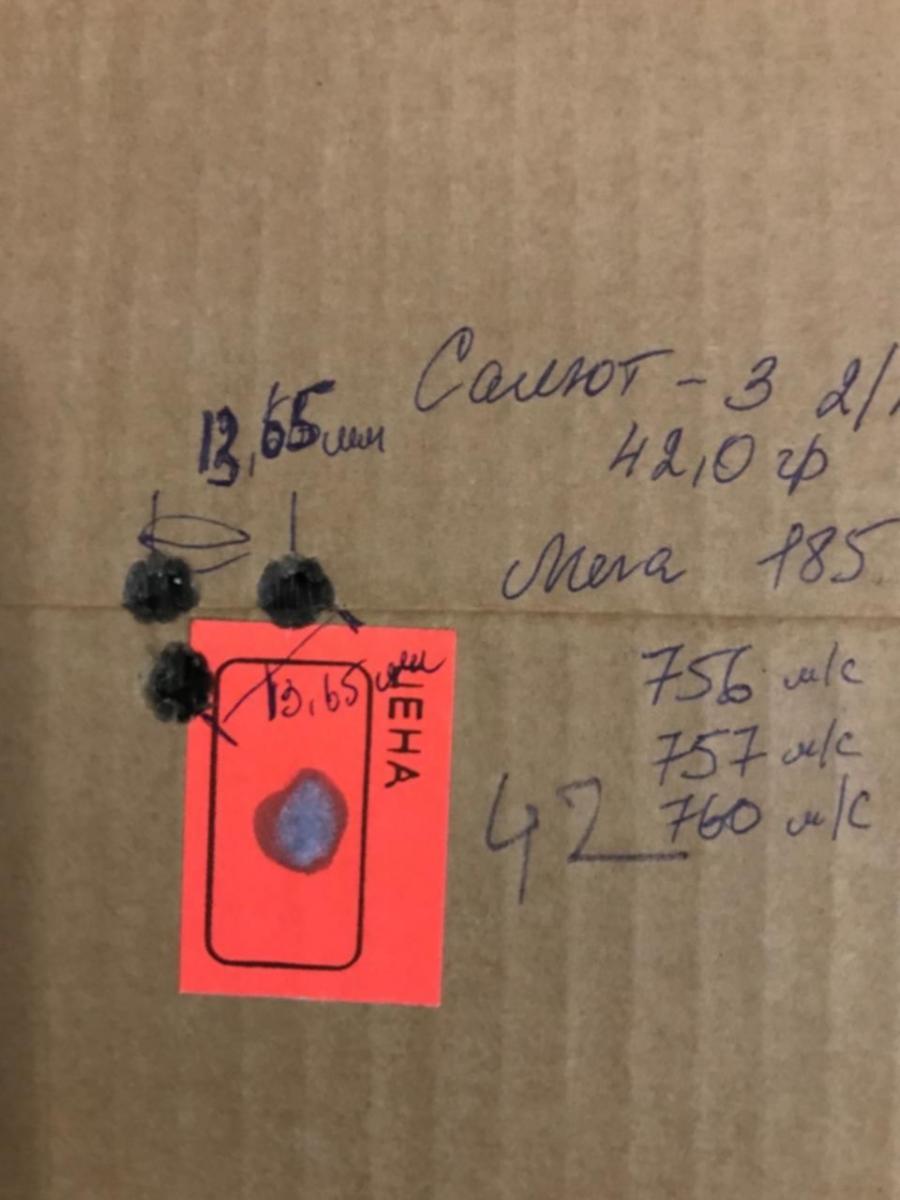 Салют - 3 2/
42,0 гр
13,65 мм
Мега 185
756 м/с
757 м/с
760 м/с
42
13,65 мм
ЦЕНА